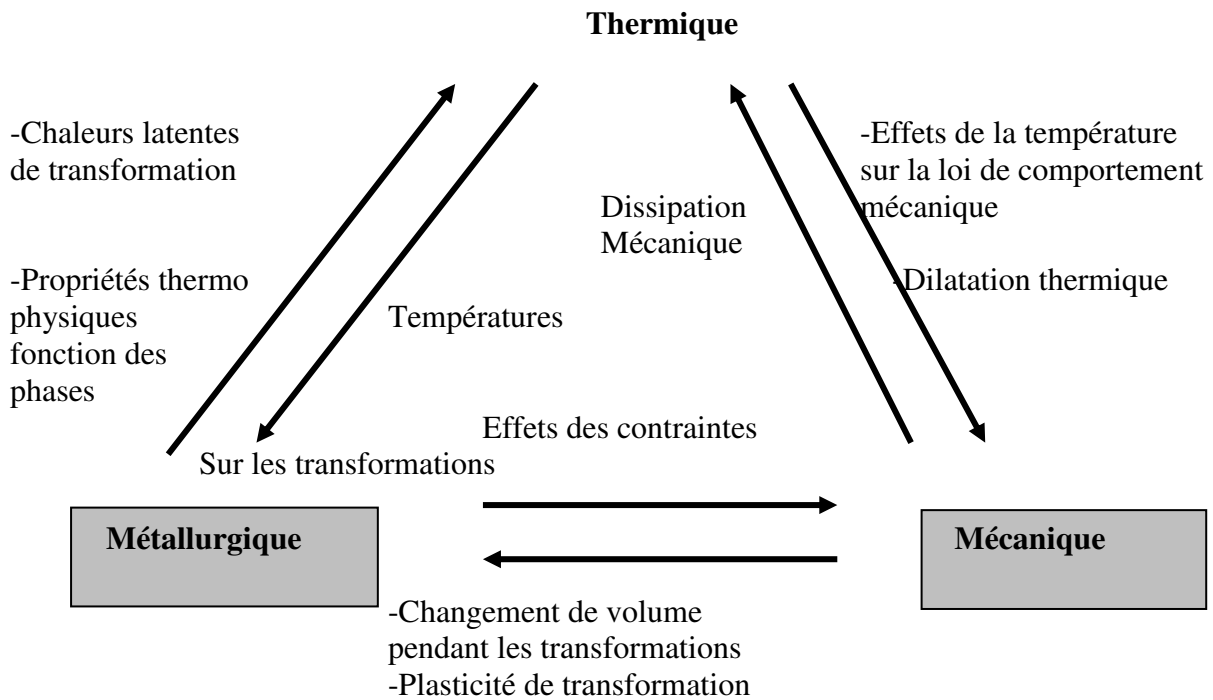 Thermique
-Chaleurs latentes
de transformation
-Effets de la température
sur la loi de comportement
mécanique
Dissipation
Mécanique
-Propriétés thermo
physiques
fonction des
phases
-Dilatation thermique
Températures
Effets des contraintes
Sur les transformations
Métallurgique
Mécanique
-Changement de volume
pendant les transformations
-Plasticité de transformation